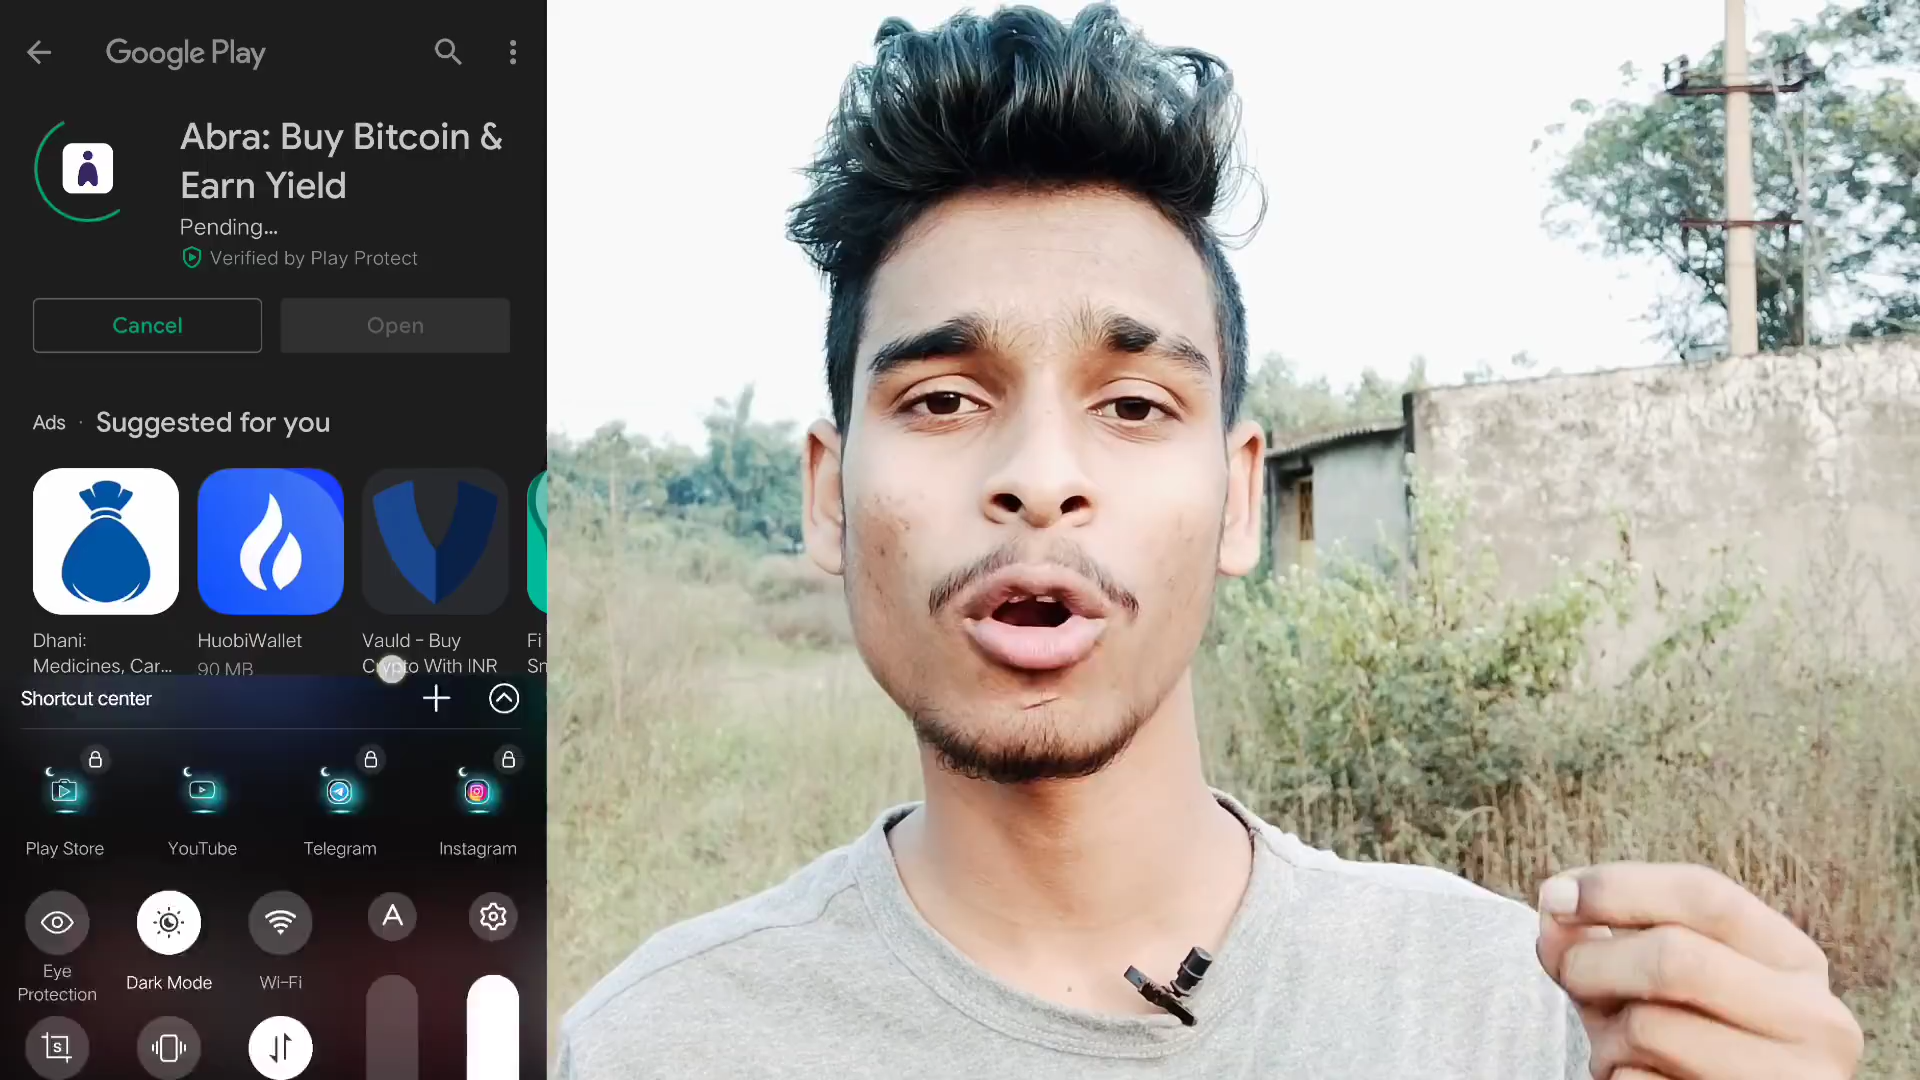 Google Play
Abra: Buy Bitcoin &
Earn Yield
Pending...
Verified by Play Protect
Cancel
Open
Ads · Suggested for you
Dhani:
Medicines, Car...
HuobiWallet
90 MB
Vauld - Buy
Crypto With INR
Fi
Sn
Shortcut center
Play Store
YouTube
Telegram
Instagram
A
Eye
Protection
Dark Mode
Wi-Fi
S